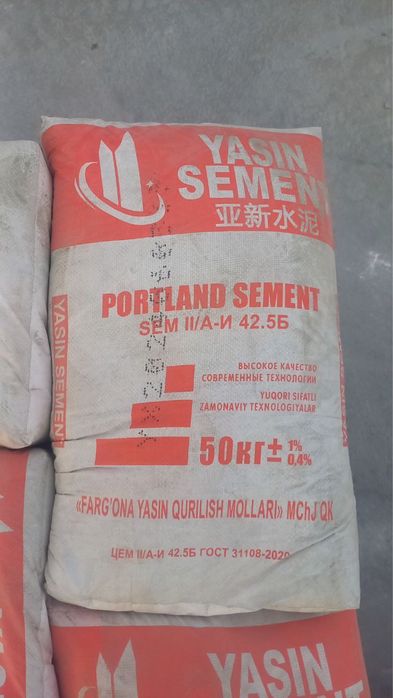 YASIN
SEMENT
亚新水泥
PORTLAND SEMENT
SEM II/A-И 42.5Б
ВЫСОКОЕ КАЧЕСТВО
СОВРЕМЕННЫЕ ТЕХНОЛОГИИ
YUQORI SIFATLI
ZAMONAVIY TEXNOLOGIYALAR
50кг± 1%
0,4%
«FARG'ONA YASIN QURILISH MOLLARI» MChJ QK
ЦЕМ II/А-И 42.5Б ГОСТ 31108-2020
YASIN SEMENT
YASIN